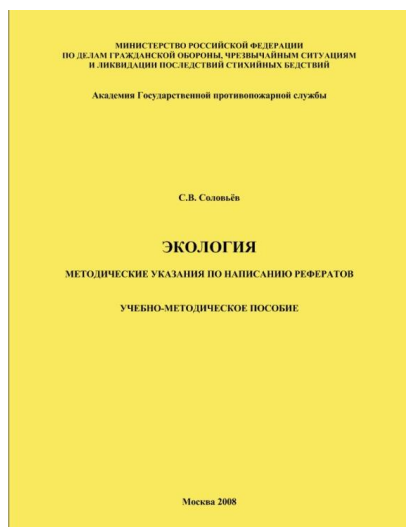 МИНИСТЕРСТВО РОССИЙСКОЙ ФЕДЕРАЦИИ
ПО ДЕЛАМ ГРАЖДАНСКОЙ ОБОРОНЫ, ЧРЕЗВЫЧАЙНЫМ СИТУАЦИЯМ
И ЛИКВИДАЦИИ ПОСЛЕДСТВИЙ СТИХИЙНЫХ БЕДСТВИЙ
Академия Государственной противопожарной службы
С.В. Соловьёв
ЭКОЛОГИЯ
МЕТОДИЧЕСКИЕ УКАЗАНИЯ ПО НАПИСАНИЮ РЕФЕРАТОВ
УЧЕБНО-МЕТОДИЧЕСКОЕ ПОСОБИЕ
Москва 2008